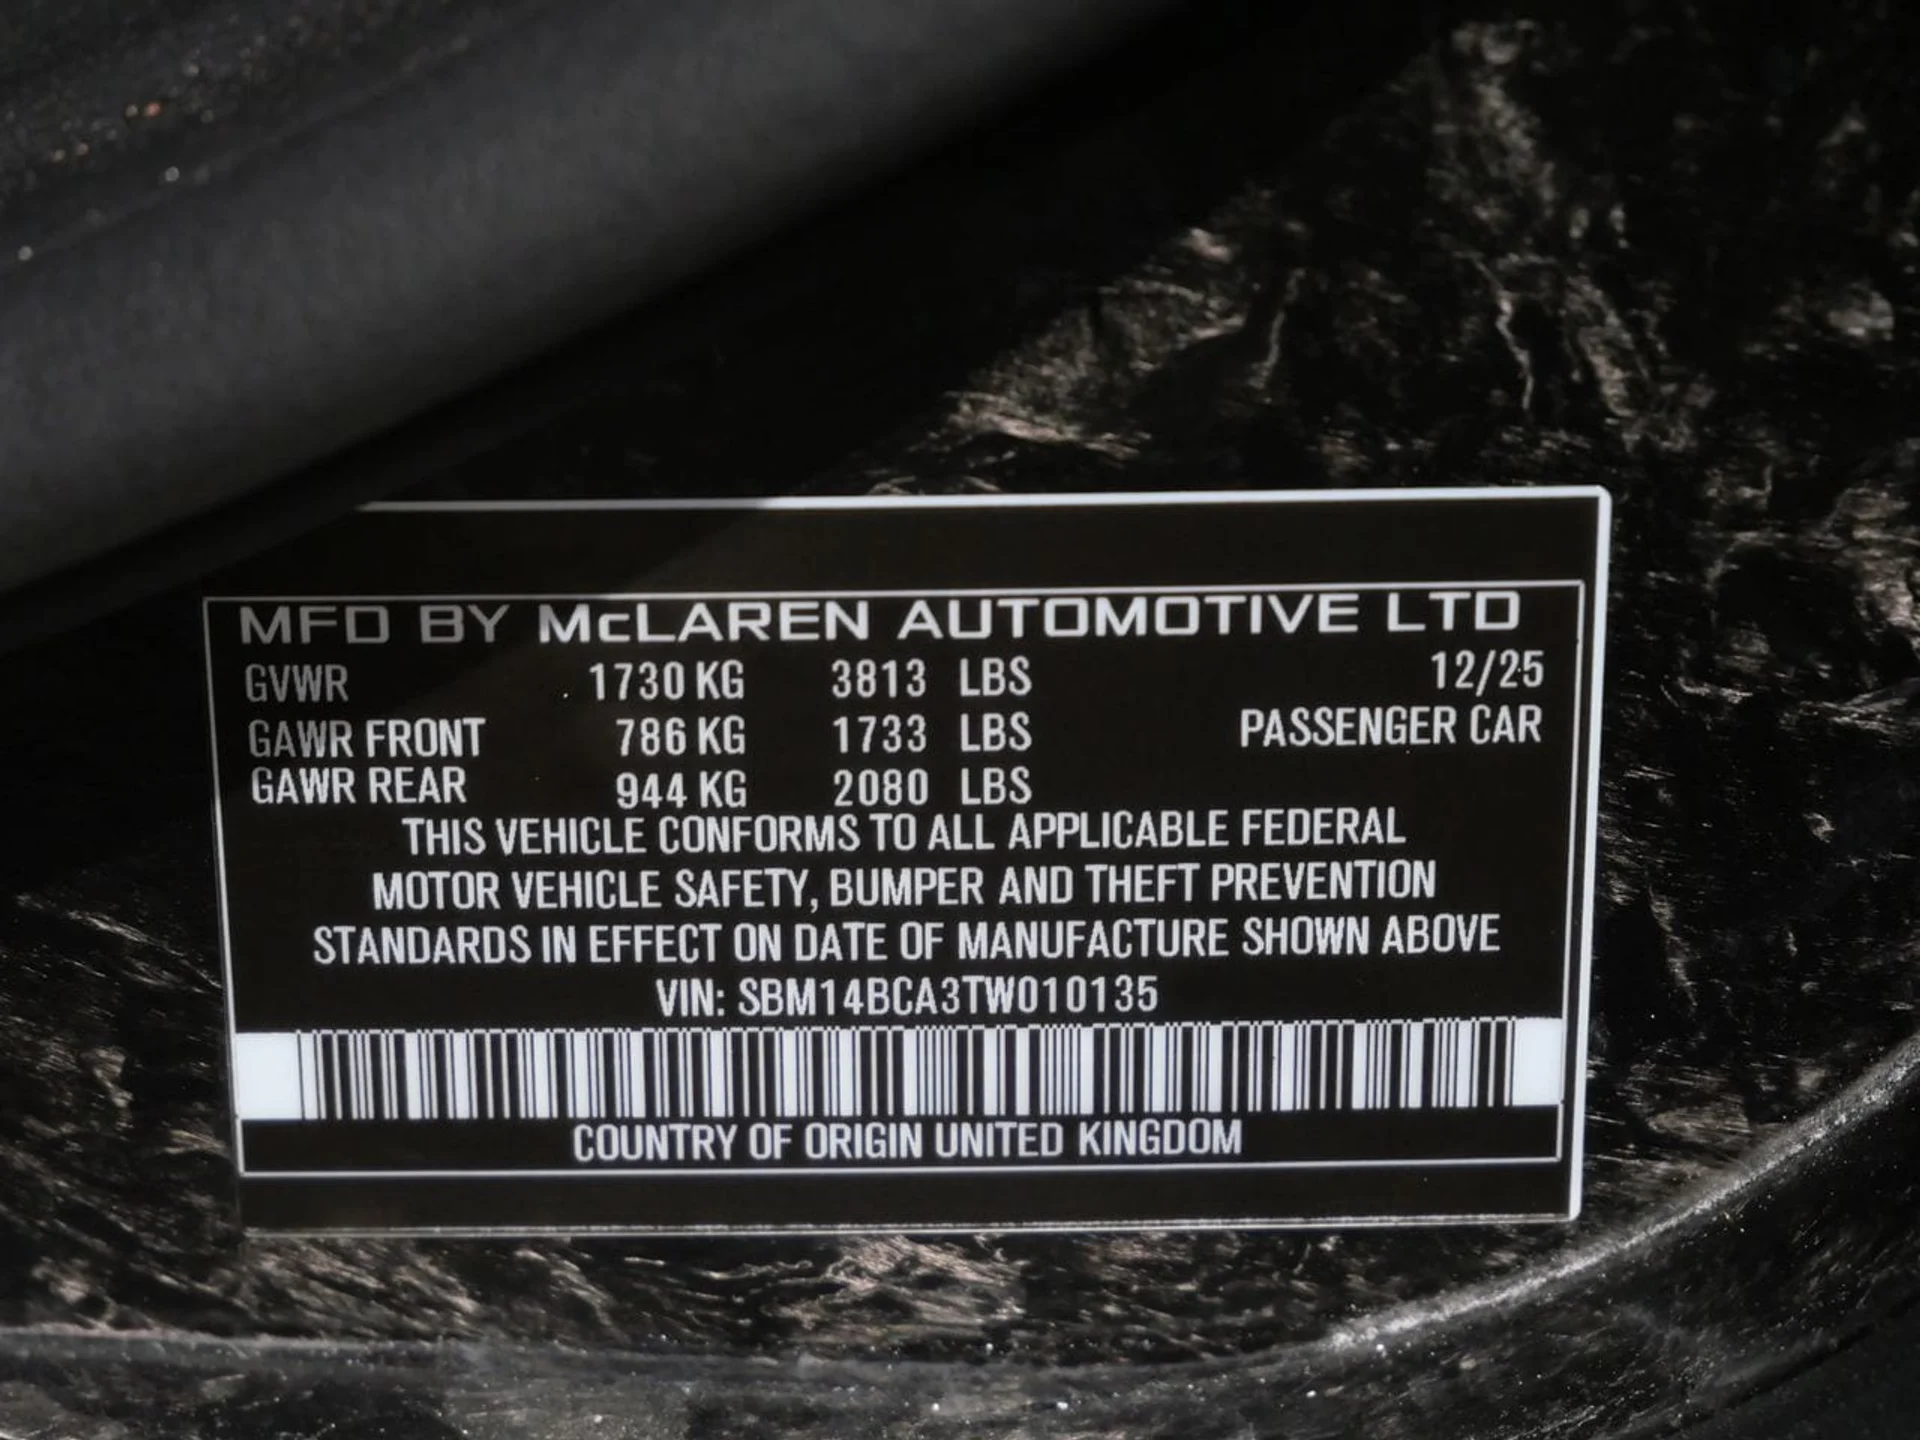 MFD BY McLAREN AUTOMOTIVE LTD
GVWR 1730 KG 3813 LBS 12/25
GAWR FRONT 786 KG 1733 LBS PASSENGER CAR
GAWR REAR 944 KG 2080 LBS
THIS VEHICLE CONFORMS TO ALL APPLICABLE FEDERAL
MOTOR VEHICLE SAFETY, BUMPER AND THEFT PREVENTION
STANDARDS IN EFFECT ON DATE OF MANUFACTURE SHOWN ABOVE
VIN: SBM14BCA3TW010135
COUNTRY OF ORIGIN UNITED KINGDOM